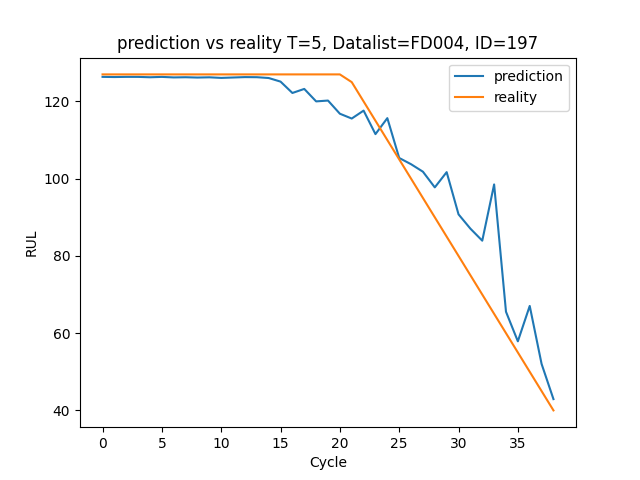 prediction vs reality T=5, Datalist=FD004, ID=197
prediction
reality
120
100
80
60
40
RUL
0 5 10 15 20 25 30 35
Cycle